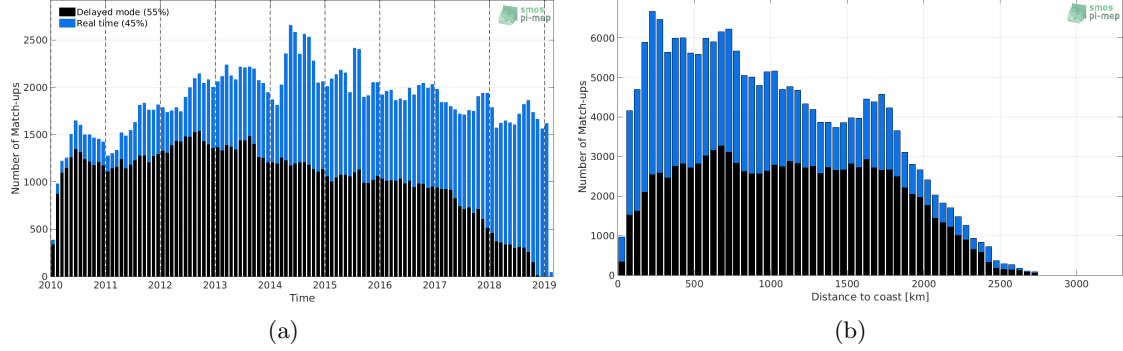 Delayed mode (55%)
Real time (45%)
smos
pi-mep
Number of Match-ups
2500
2000
1500
1000
500
0
2010 2011 2012 2013 2014 2015 2016 2017 2018 2019
Time
(a)
smos
pi-mep
Number of Match-ups
6000
5000
4000
3000
2000
1000
0
0 500 1000 1500 2000 2500 3000
Distance to coast [km]
(b)